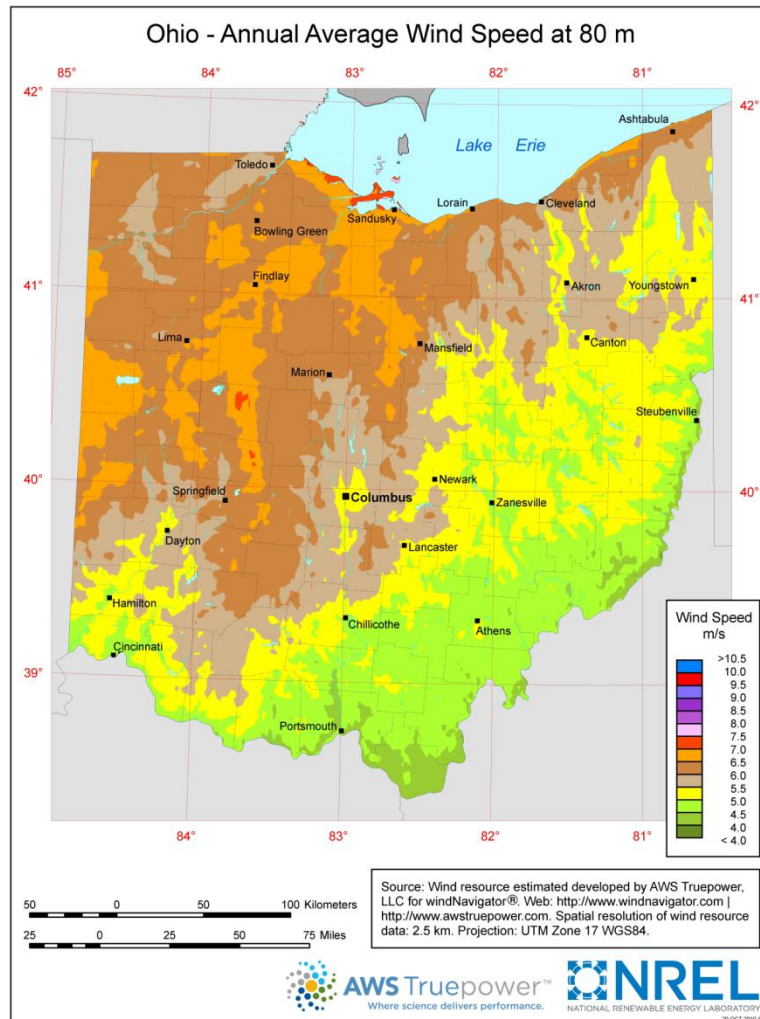 Ohio - Annual Average Wind Speed at 80 m
85°
84°
83°
82°
81°
42°
42°
Ashtabula
Lake Erie
Toledo
Cleveland
Lorain
Sandusky
Bowling Green
41°
Findlay
Akron
Youngstown
41°
Lima
Mansfield
Canton
Marion
Steubenville
40°
Newark
40°
Springfield
Columbus
Zanesville
Dayton
Lancaster
Hamilton
Chillicothe
Athens
Cincinnati
39°
Portsmouth
84°
83°
82°
81°
Wind Speed
m/s
>10.5
10.0
9.5
9.0
8.5
8.0
7.5
7.0
6.5
6.0
5.5
5.0
4.5
4.0
< 4.0
50 0 50 100 Kilometers
25 0 25 50 75 Miles
Source: Wind resource estimated developed by AWS Truepower,
LLC for windNavigator®. Web: http://www.windnavigator.com |
http://www.awstruepower.com. Spatial resolution of wind resource
data: 2.5 km. Projection: UTM Zone 17 WGS84.
AWS Truepower™
Where science delivers performance.
NREL
NATIONAL RENEWABLE ENERGY LABORATORY